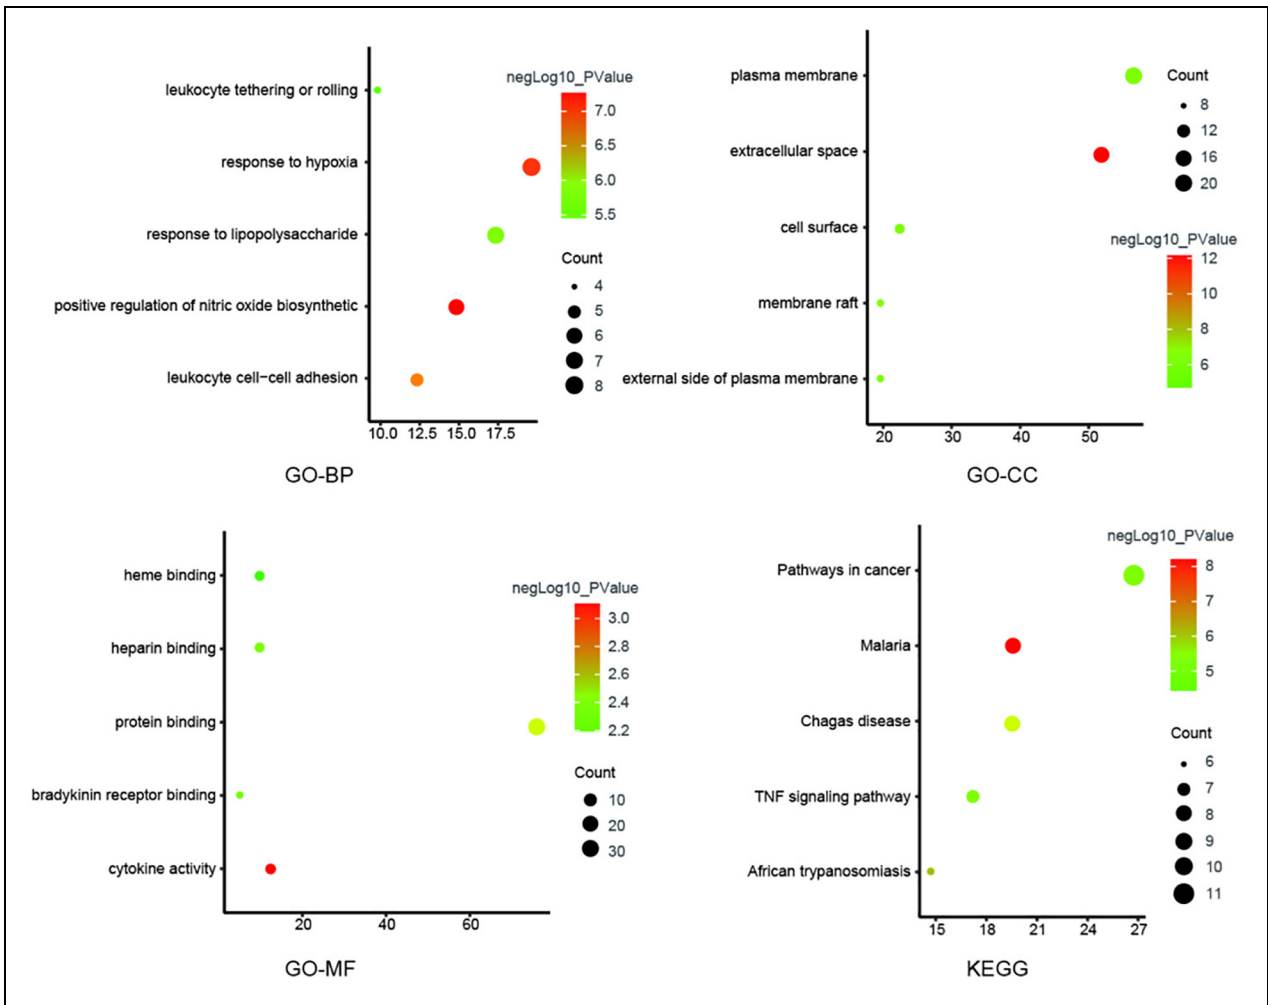 leukocyte tethering or rolling
response to hypoxia
response to lipopolysaccharide
positive regulation of nitric oxide biosynthetic
leukocyte cell−cell adhesion
10.0 12.5 15.0 17.5
negLog10_PValue
7.0
6.5
6.0
5.5
Count
4
5
6
7
8
GO-BP
plasma membrane
extracellular space
cell surface
membrane raft
external side of plasma membrane
20 30 40 50
Count
8
12
16
20
negLog10_PValue
12
10
8
6
GO-CC
heme binding
heparin binding
protein binding
bradykinin receptor binding
cytokine activity
20 40 60
negLog10_PValue
3.0
2.8
2.6
2.4
2.2
Count
10
20
30
GO-MF
Pathways in cancer
Malaria
Chagas disease
TNF signaling pathway
African trypanosomiasis
15 18 21 24 27
negLog10_PValue
8
7
6
5
Count
6
7
8
9
10
11
KEGG